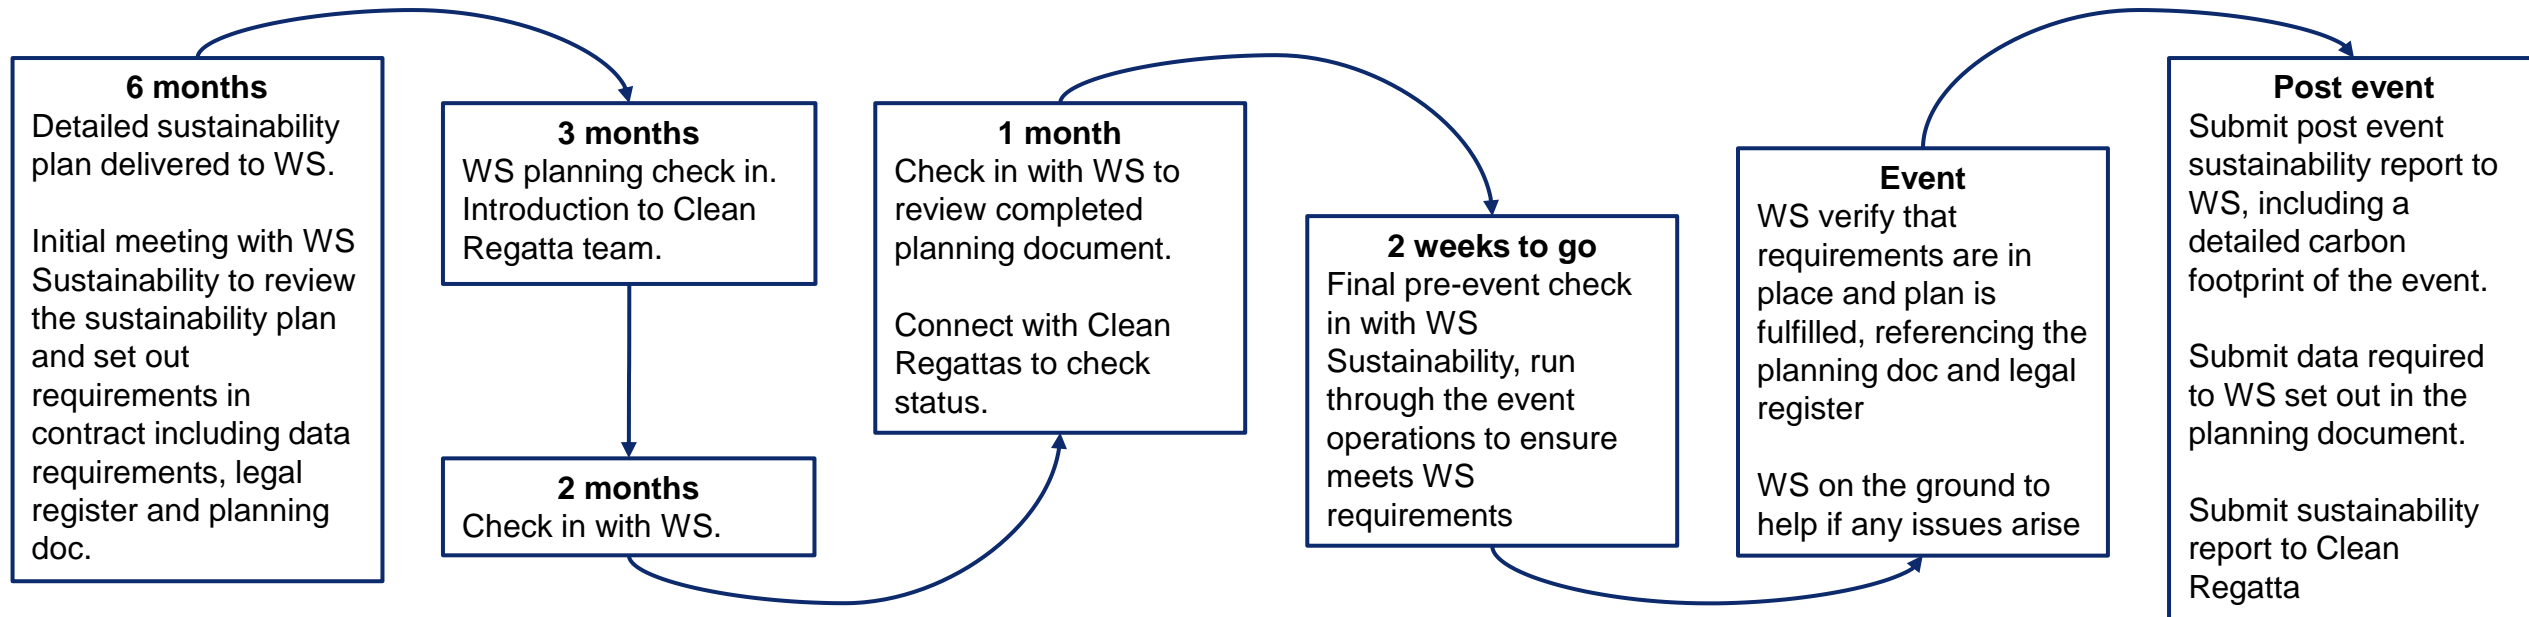 6 months
Detailed sustainability
plan delivered to WS.
Initial meeting with WS
Sustainability to review
the sustainability plan
and set out
requirements in
contract including data
requirements, legal
register and planning
doc.
3 months
WS planning check in.
Introduction to Clean
Regatta team.
2 months
Check in with WS.
1 month
Check in with WS to
review completed
planning document.
Connect with Clean
Regattas to check
status.
2 weeks to go
Final pre-event check
in with WS
Sustainability, run
through the event
operations to ensure
meets WS
requirements
Event
WS verify that
requirements are in
place and plan is
fulfilled, referencing the
planning doc and legal
register
WS on the ground to
help if any issues arise
Post event
Submit post event
sustainability report to
WS, including a
detailed carbon
footprint of the event.
Submit data required
to WS set out in the
planning document.
Submit sustainability
report to Clean
Regatta